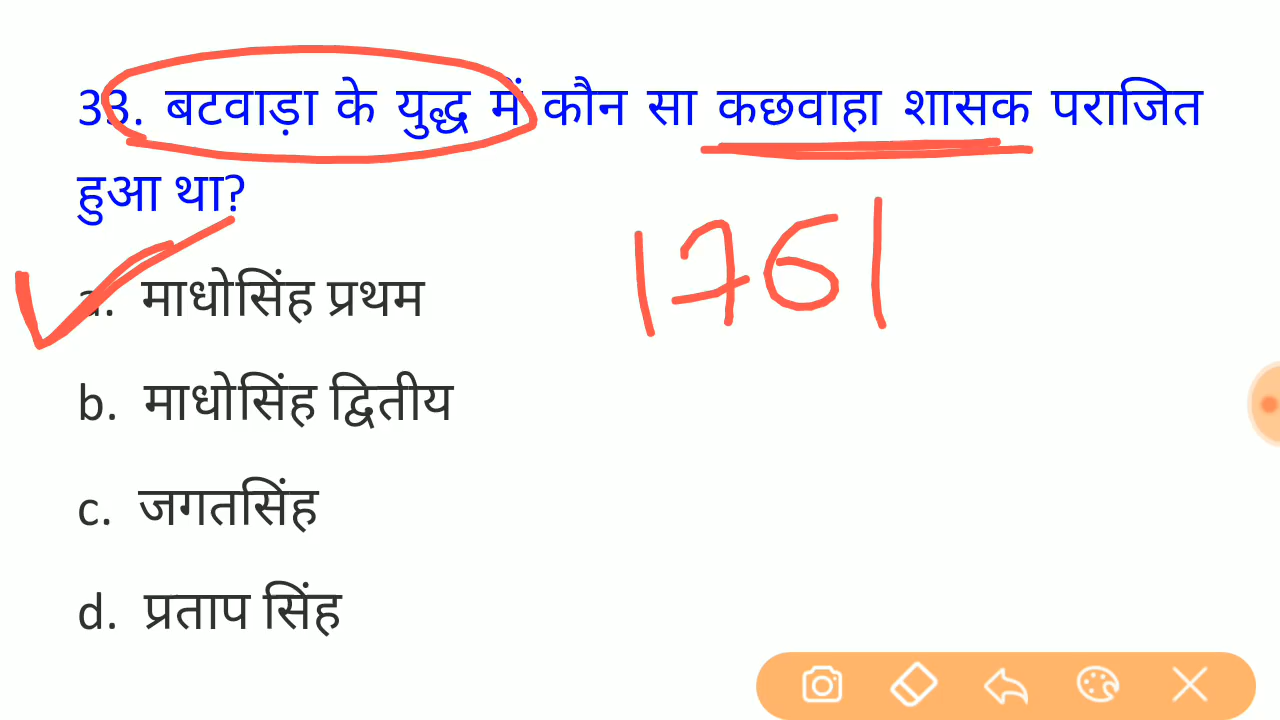 33. बटवाड़ा के युद्ध में कौन सा कछवाहा शासक पराजित
हुआ था?
1761
a. माधोसिंह प्रथम
b. माधोसिंह द्वितीय
c. जगतसिंह
d. प्रताप सिंह